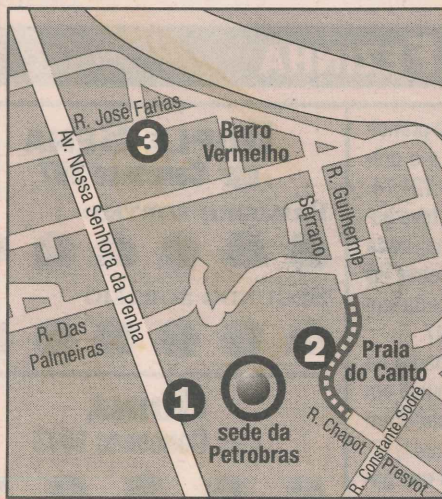 R. José Farias
3
Barro
Vermelho
Av. Nossa Senhora da Penha
R. Guilherme
Serrano
R. Das
Palmeiras
2
Praia
do Canto
1
sede da
Petrobras
R. Chapot
Presvot
R. Constante Sodré